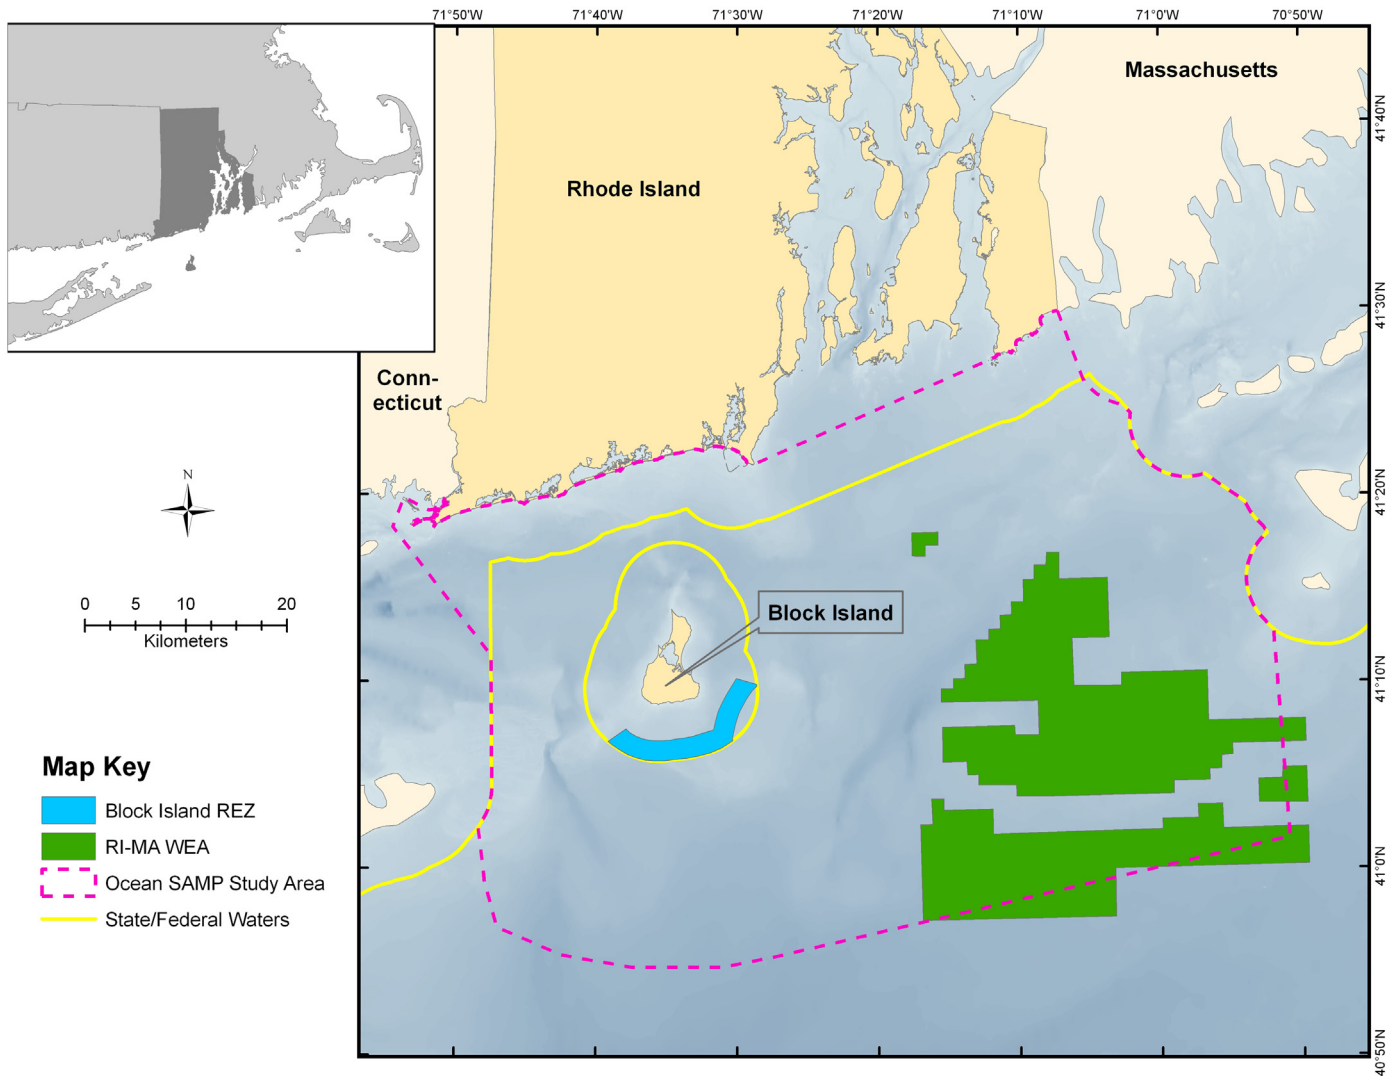 71°50'W 71°40'W 71°30'W 71°20'W 71°10'W 71°0'W 70°50'W
Massachusetts
41°40'N
Rhode Island
41°30'N
Conn-
ecticut
N
41°20'N
0 5 10 20
Kilometers
Block Island
41°10'N
Map Key
Block Island REZ
RI-MA WEA
Ocean SAMP Study Area
State/Federal Waters
41°0'N
40°50'N